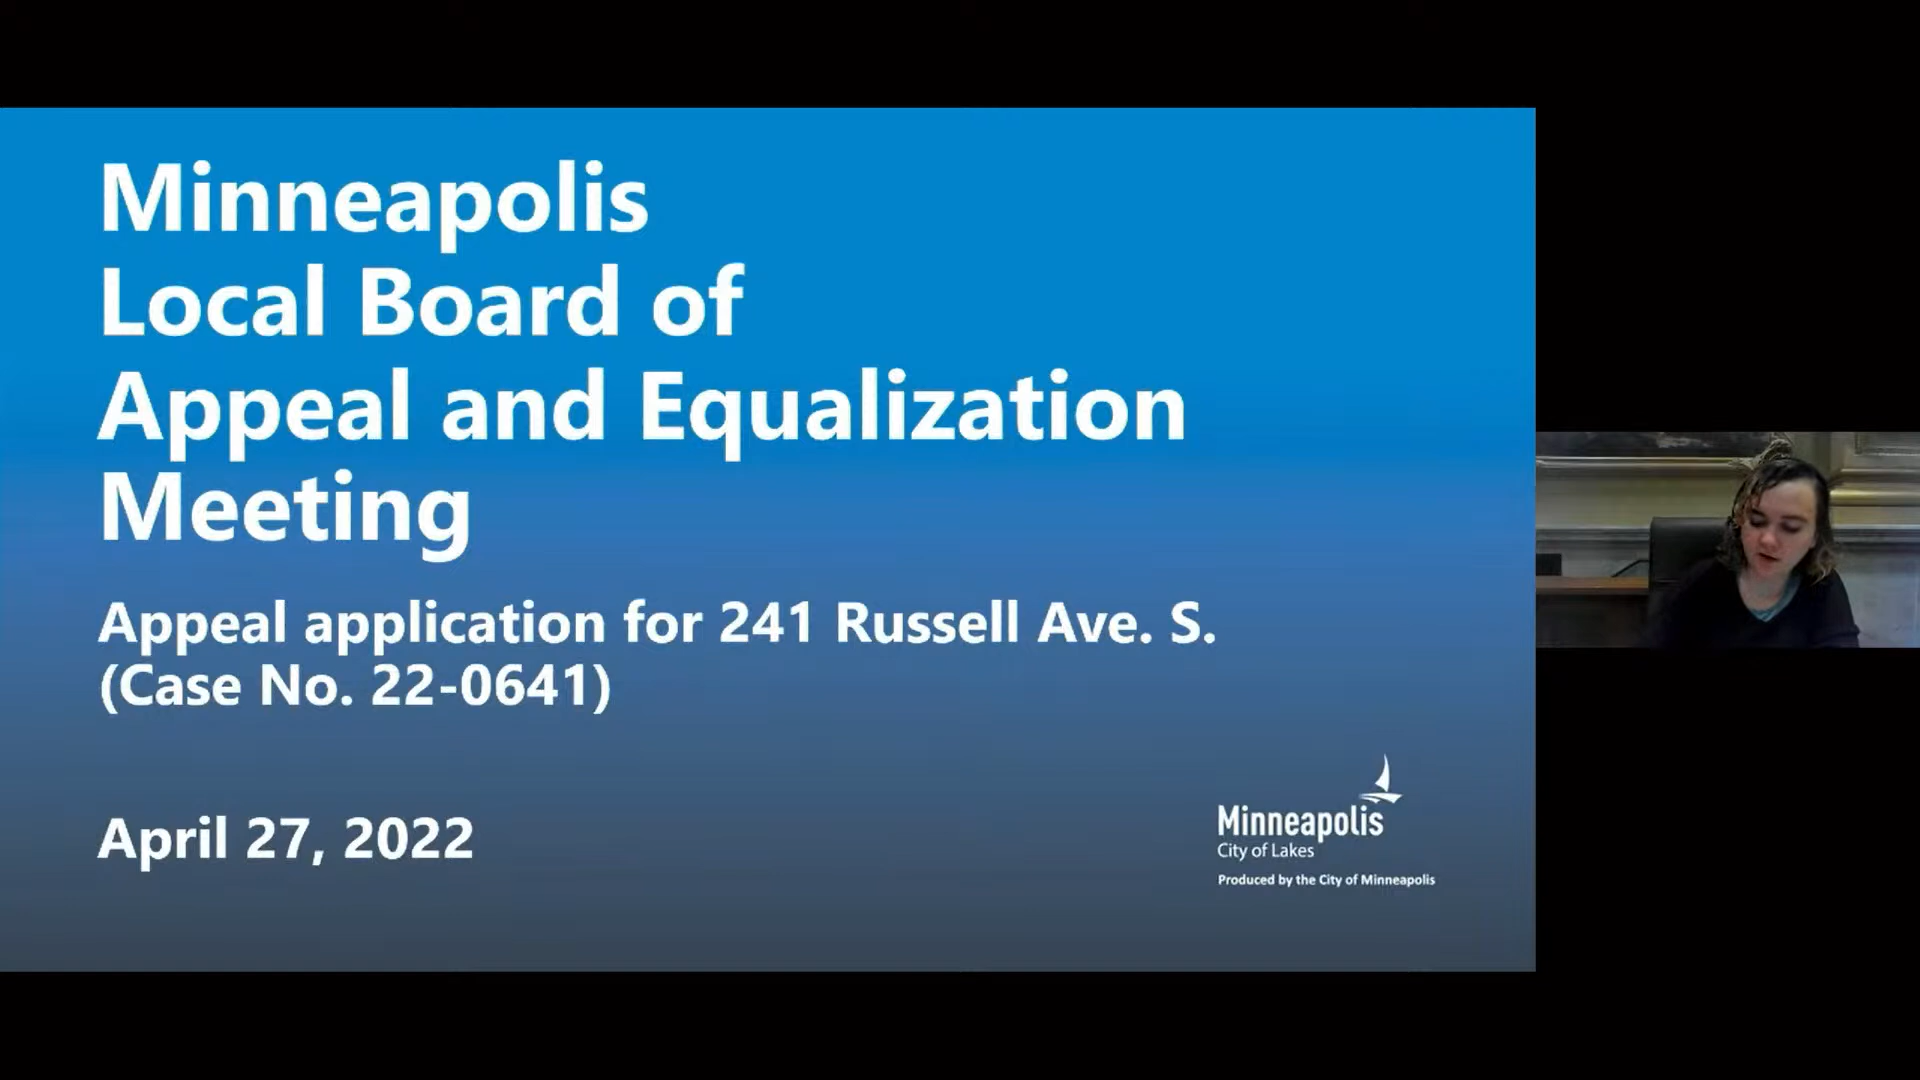 Minneapolis
Local Board of
Appeal and Equalization
Meeting
Appeal application for 241 Russell Ave. S.
(Case No. 22-0641)
April 27, 2022
Minneapolis
City of Lakes
Produced by the City of Minneapolis